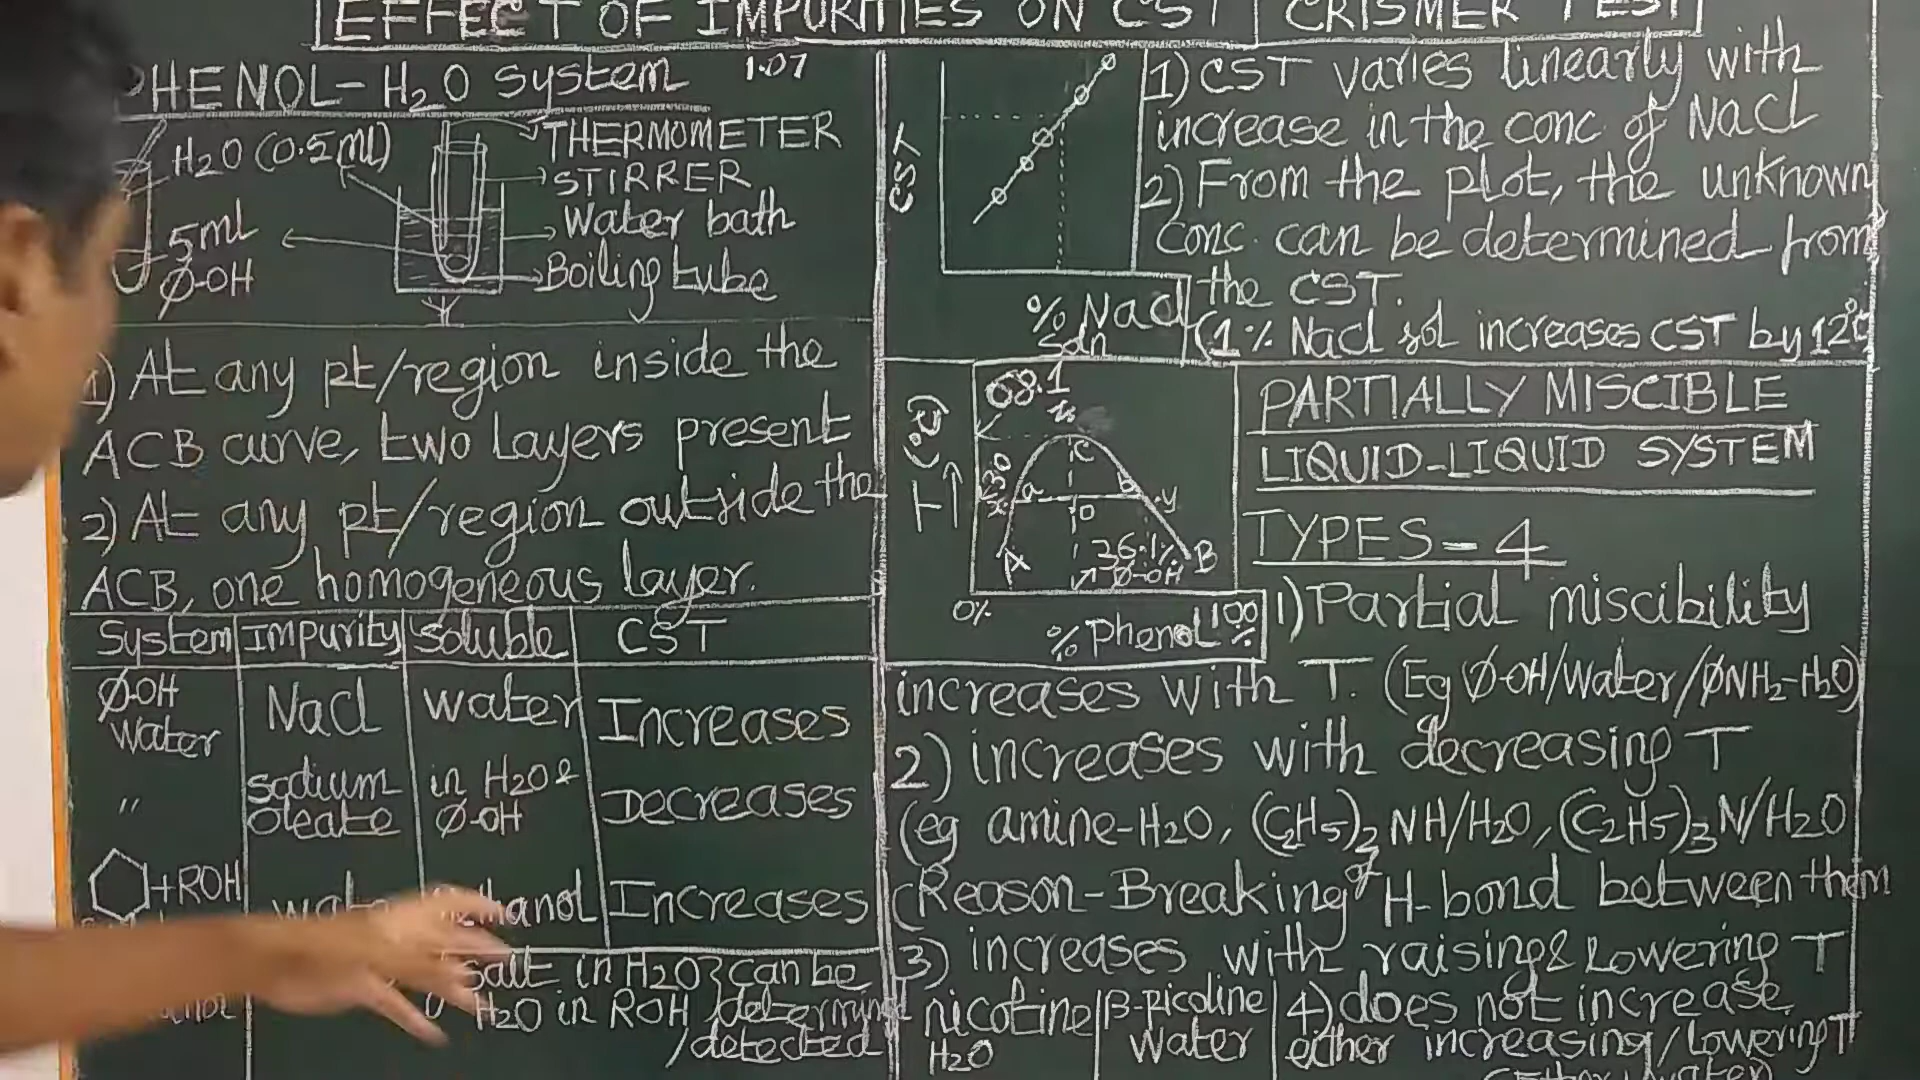 EFFECT OF IMPURITIES ON CST CRISMER TEST
PHENOL-H2O System 1.07
H2O (0.5ml)
5ml
Ø-OH
THERMOMETER
STIRRER
Water bath
Boiling tube
1) At any pt/region inside the
ACB curve, two layers present
2) At any pt/region outside the
ACB, one homogeneous layer.
System Impurity Soluble CST
Ø-OH Water NaCl water Increases
" sodium oleate in H2O & Ø-OH Decreases
+ROH Increases
salt in H2O } can be
H2O in ROH / determined
/detected
CST
% NaCl
soln
1) CST varies linearly with
increase in the conc of NaCl
2) From the plot, the unknown
conc. can be determined from
the CST.
(1% NaCl sol increases CST by 12°C
T (°C)
68.1
C
30
x a b y
D
A 36.1% B
Ø-OH
0% % Phenol 100%
PARTIALLY MISCIBLE
LIQUID-LIQUID SYSTEM
TYPES-4
1) Partial miscibility
increases with T. (Eg Ø-OH/Water/ØNH2-H2O)
2) increases with decreasing T
(eg amine-H2O, (C2H5)2 NH/H2O, (C2H5)3N/H2O
(Reason-Breaking of H-bond between them
3) increases with raising & Lowering T
nicotine
H2O
β-picoline
water
4) does not increase
either increasing/Lowering T